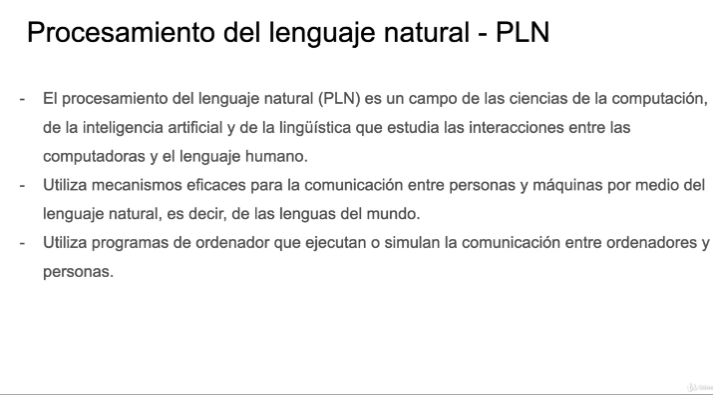 Procesamiento del lenguaje natural - PLN
- El procesamiento del lenguaje natural (PLN) es un campo de las ciencias de la computación,
de la inteligencia artificial y de la lingüística que estudia las interacciones entre las
computadoras y el lenguaje humano.
- Utiliza mecanismos eficaces para la comunicación entre personas y máquinas por medio del
lenguaje natural, es decir, de las lenguas del mundo.
- Utiliza programas de ordenador que ejecutan o simulan la comunicación entre ordenadores y
personas.